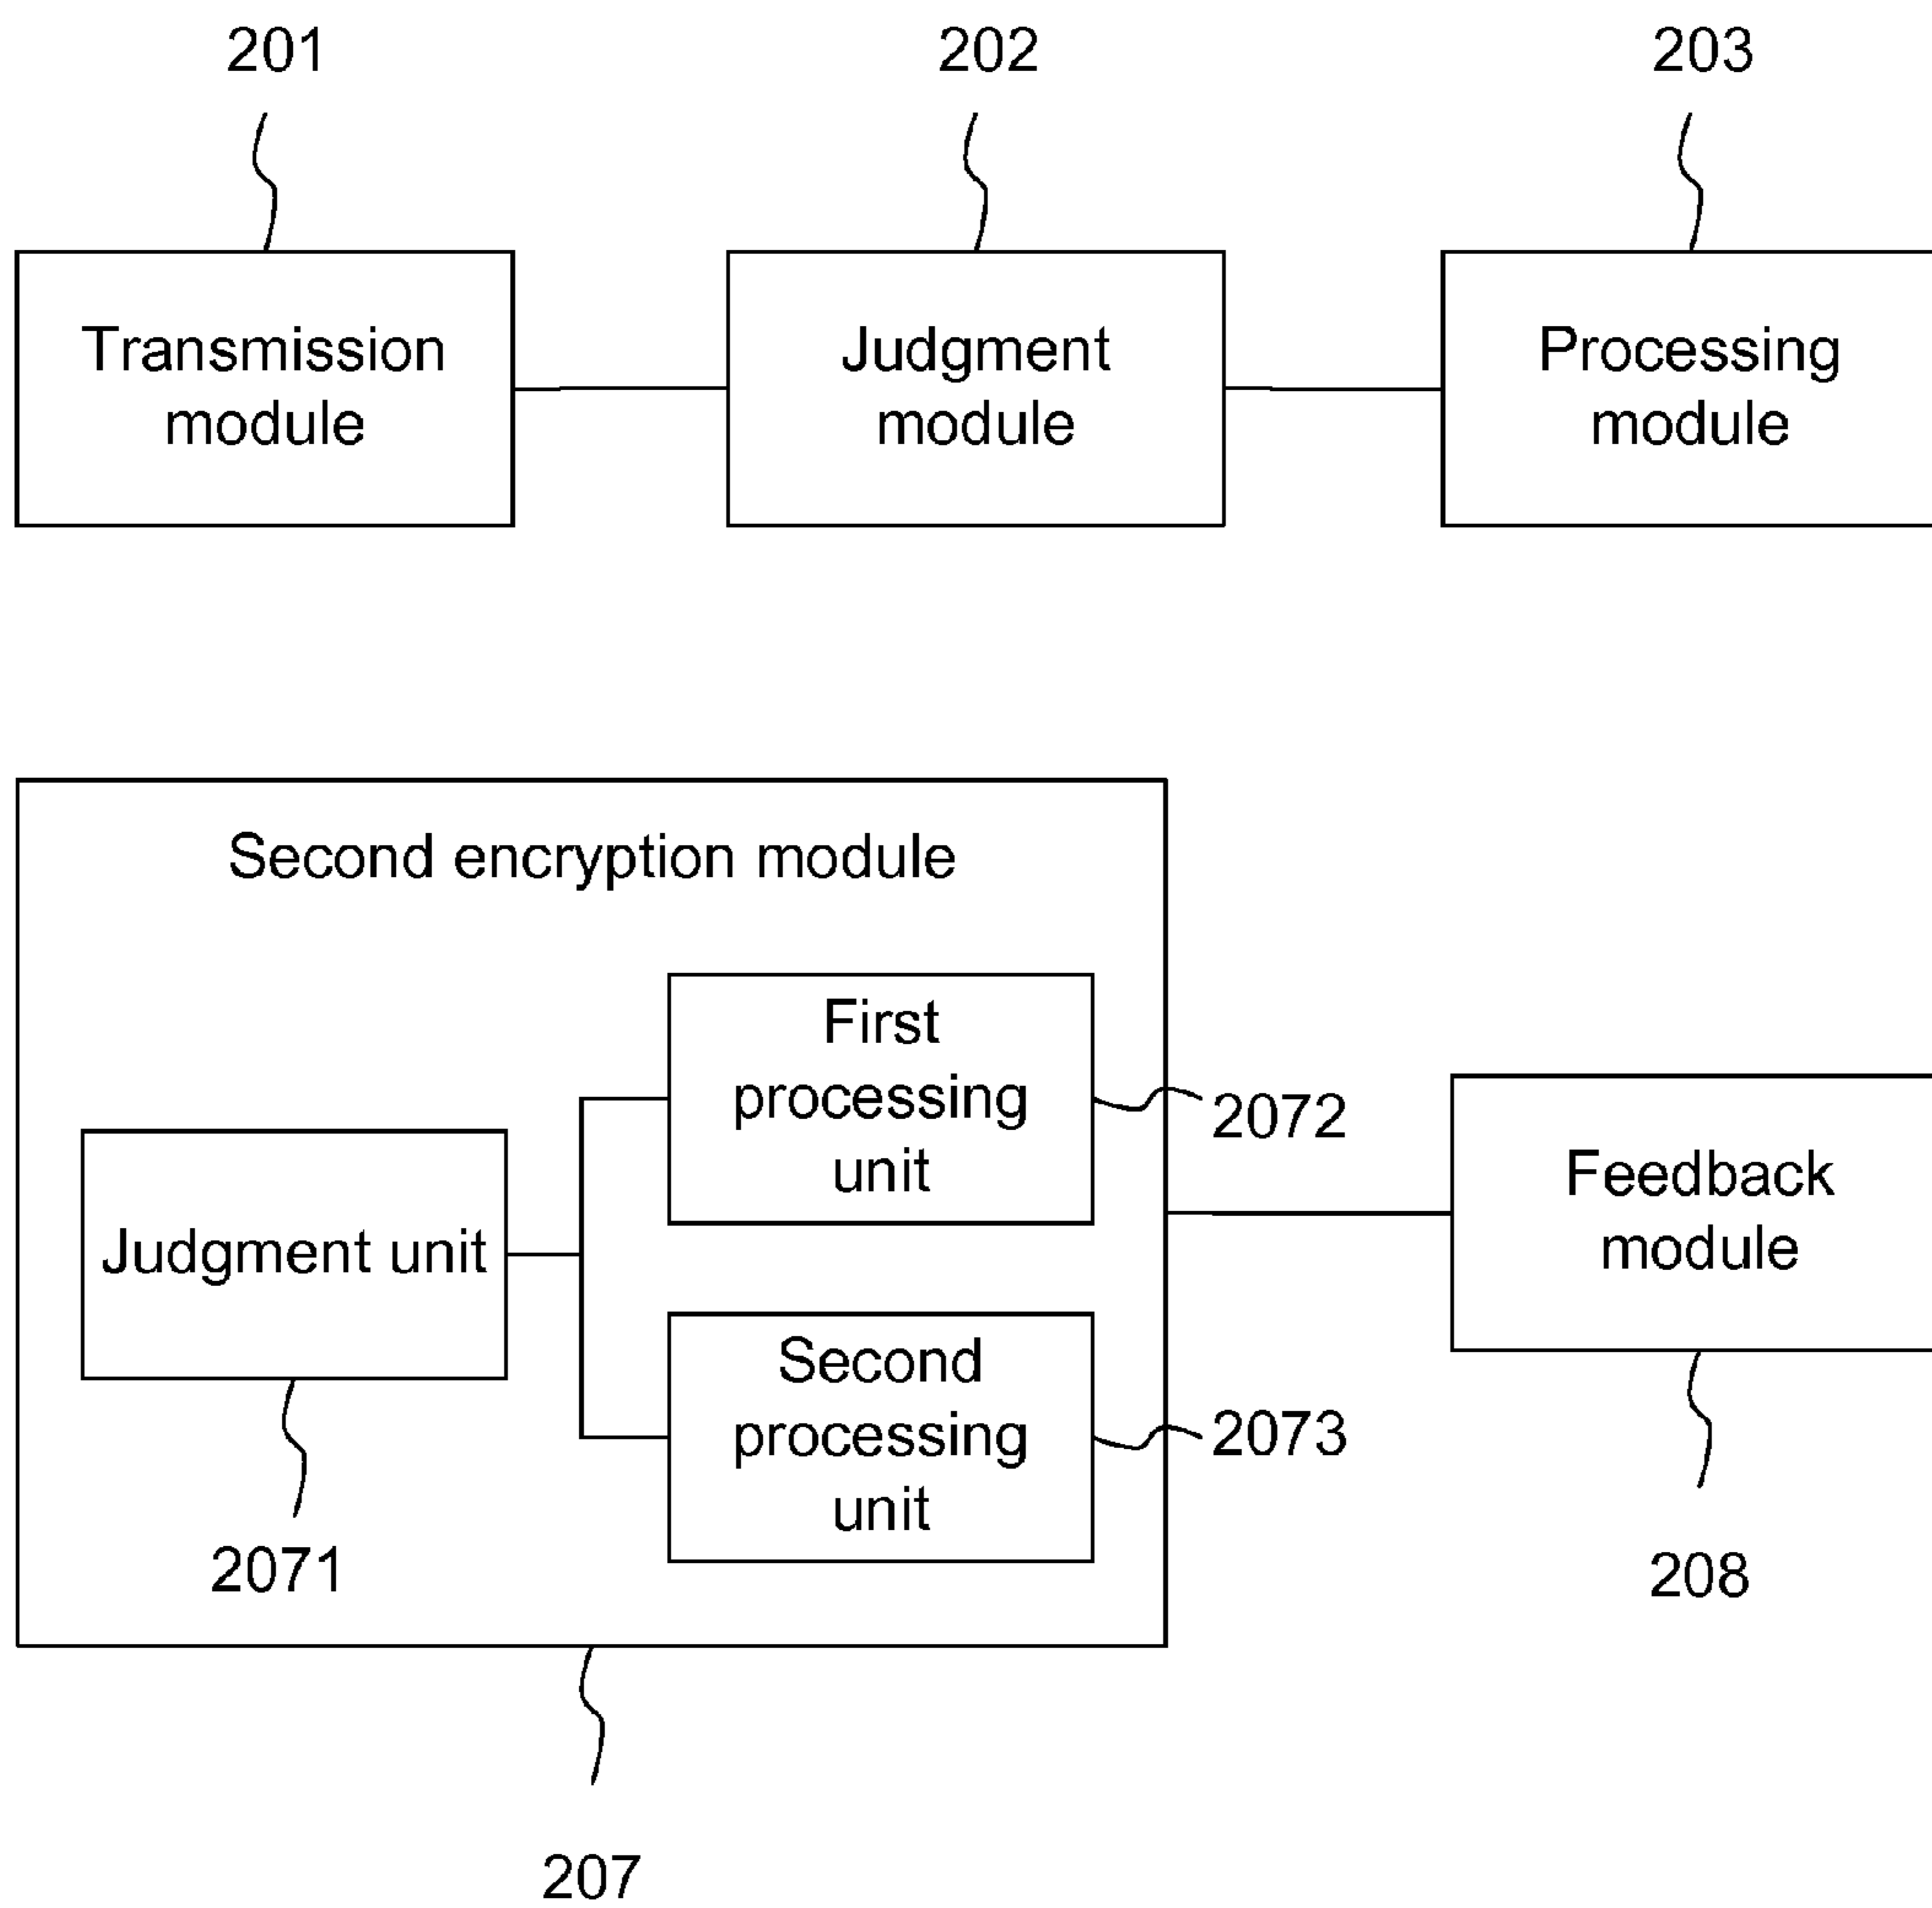 201
202
203
Transmission
module
Judgment
module
Processing
module
Second encryption module
First
processing
unit
2072
Judgment unit
Feedback
module
Second
processing
unit
2073
2071
208
207